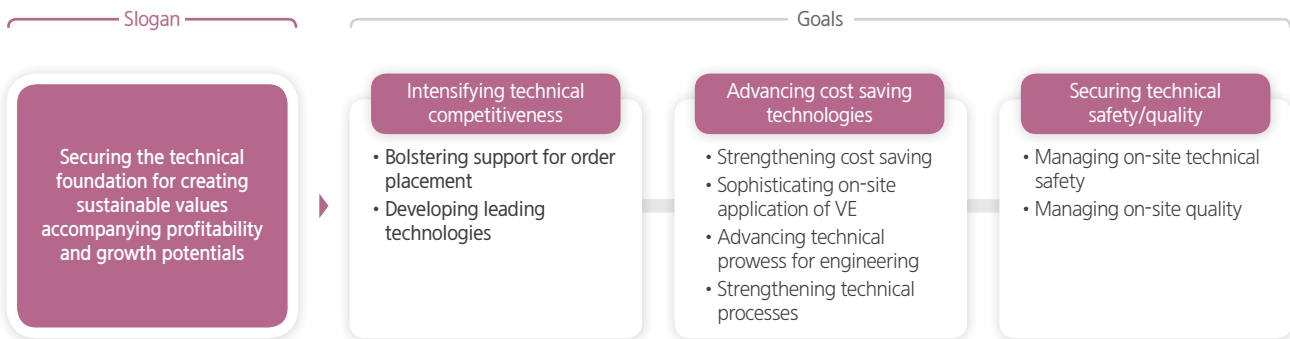 Slogan
Goals
Securing the technical
foundation for creating
sustainable values
accompanying profitability
and growth potentials
Intensifying technical
competitiveness
• Bolstering support for order
placement
• Developing leading
technologies
Advancing cost saving
technologies
• Strengthening cost saving
• Sophisticating on-site
application of VE
• Advancing technical
prowess for engineering
• Strengthening technical
processes
Securing technical
safety/quality
• Managing on-site technical
safety
• Managing on-site quality